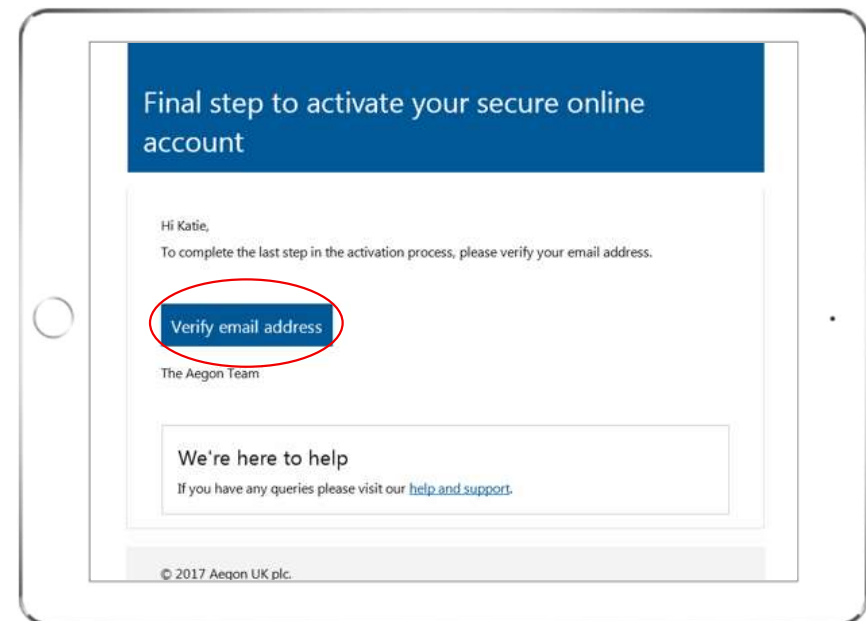 Final step to activate your secure online
account
Hi Katie,
To complete the last step in the activation process, please verify your email address.
Verify email address
The Aegon Team
We're here to help
If you have any queries please visit our help and support.
© 2017 Aegon UK plc.